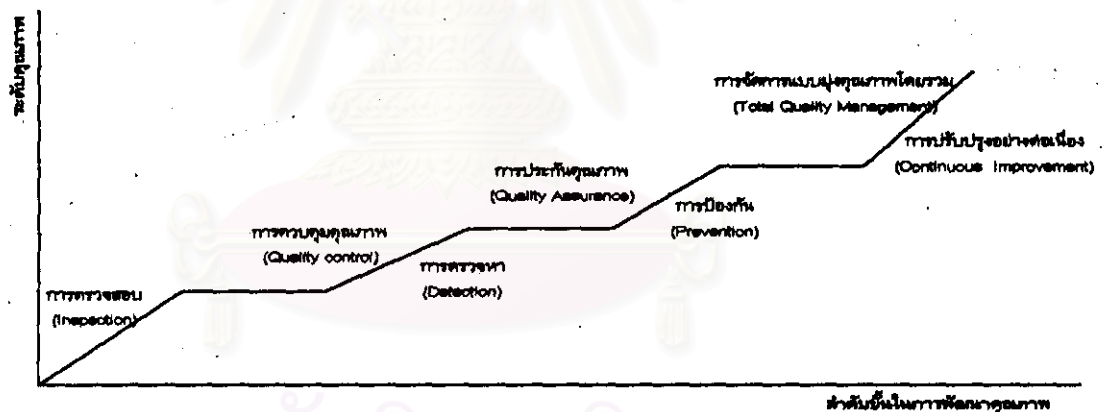 ระดับคุณภาพ
การจัดการแบบมุ่งคุณภาพโดยรวม
(Total Quality Management)
การปรับปรุงอย่างต่อเนื่อง
(Continuous Improvement)
การประกันคุณภาพ
(Quality Assurance)
การป้องกัน
(Prevention)
การควบคุมคุณภาพ
(Quality control)
การตรวจหา
(Detection)
การตรวจสอบ
(Inspection)
ลำดับขั้นในการพัฒนาคุณภาพ